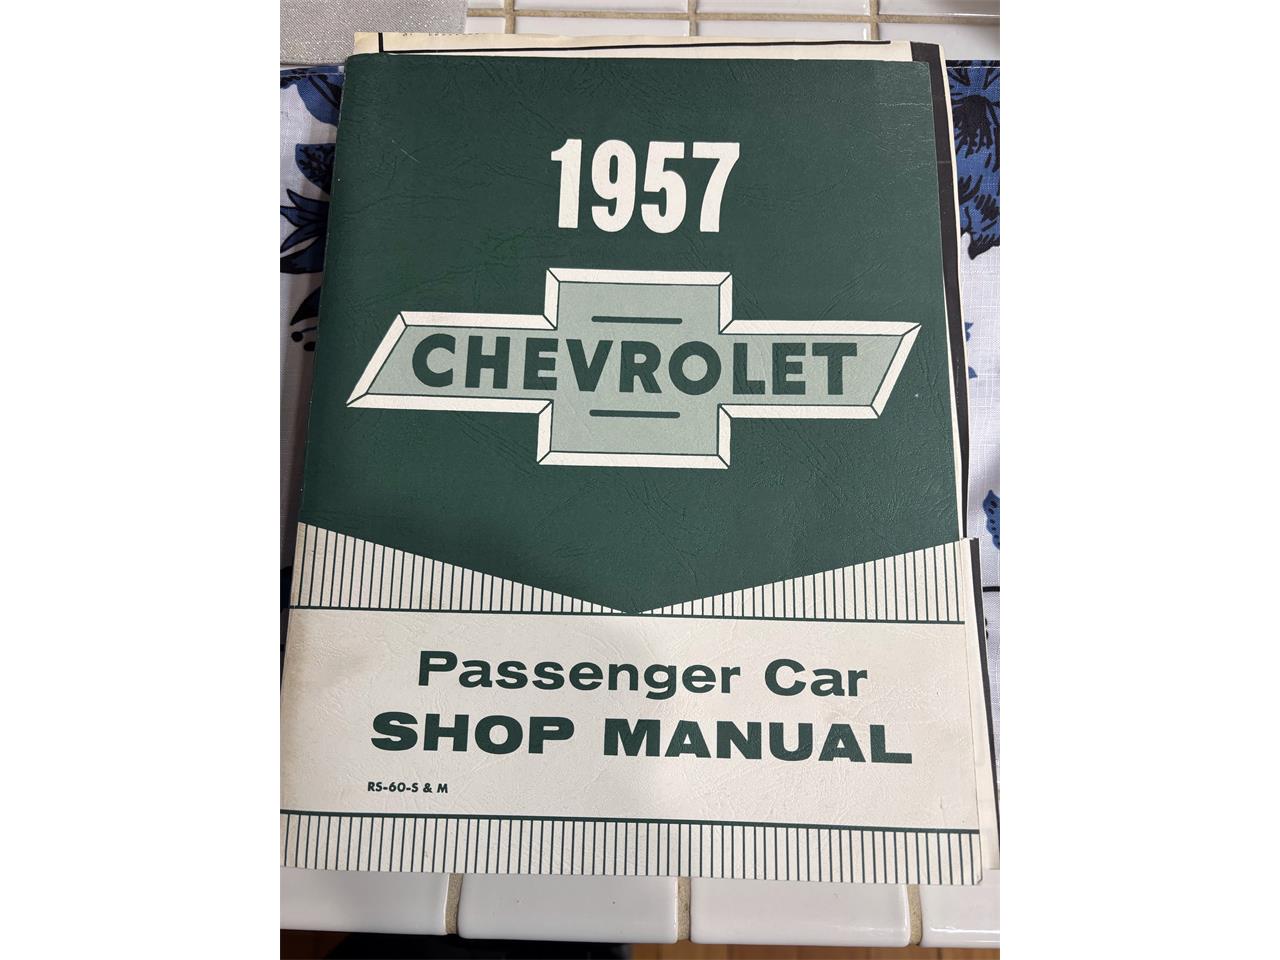 1957
CHEVROLET
Passenger Car
SHOP MANUAL
RS-60-S & M